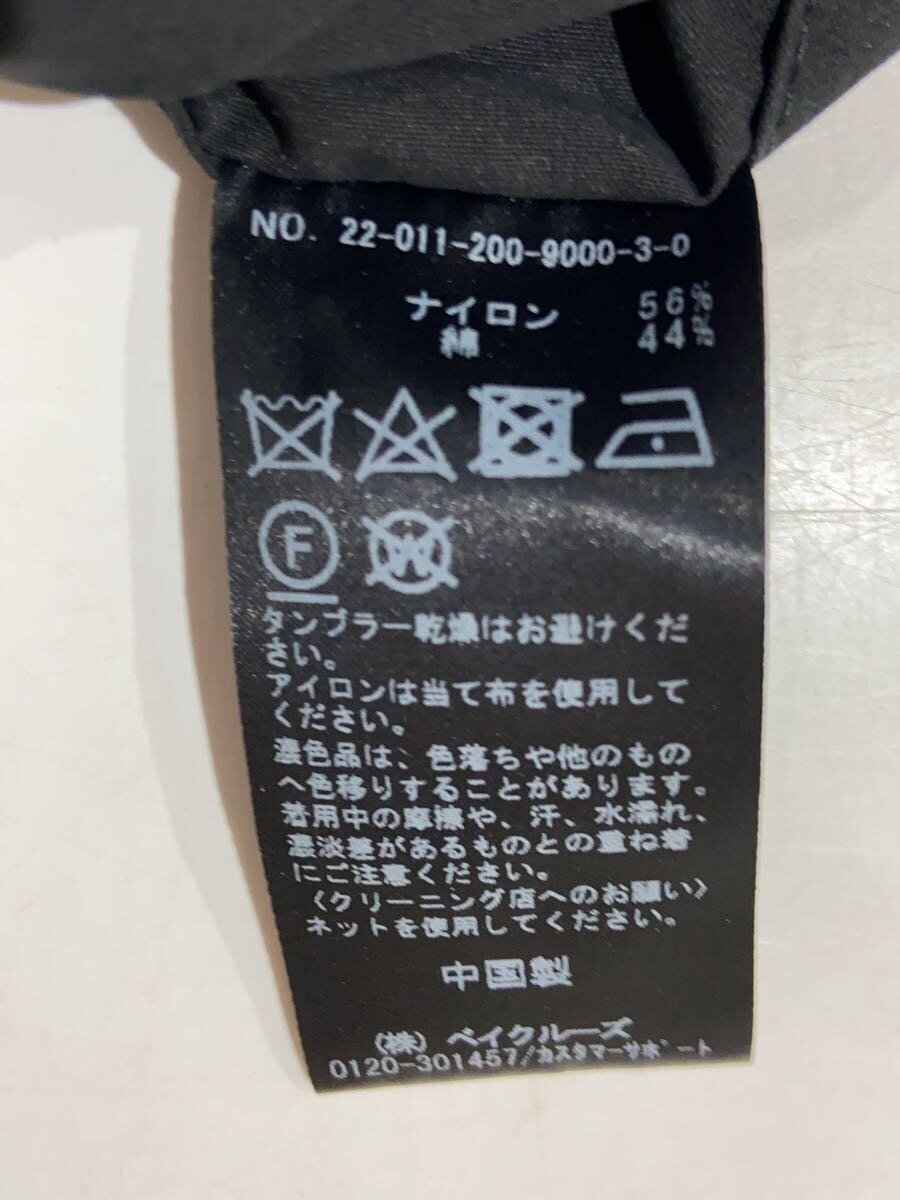 NO. 22-011-200-9000-3-0
ナイロン 56%
綿 44%
F
W
タンブラー乾燥はお避けくだ
さい。
アイロンは当て布を使用して
ください。
濃色品は、色落ちや他のもの
へ色移りすることがあります。
着用中の摩擦や、汗、水濡れ、
濃淡差があるものとの重ね着
にご注意ください。
〈クリーニング店へのお願い〉
ネットを使用してください。
中国製
(株) ベイクルーズ
0120-301457/カスタマーサポート